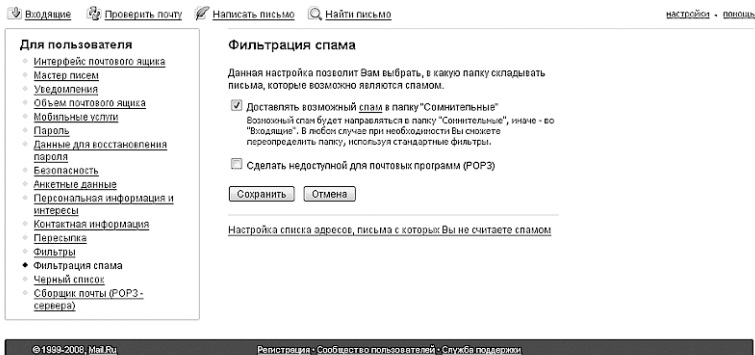 Входящие Проверить почту Написать письмо Найти письмо настройки • помощь
Для пользователя
Интерфейс почтового ящика
Мастер писем
Уведомления
Объем почтового ящика
Мобильные услуги
Пароль
Данные для восстановления
пароля
Безопасность
Анкетные данные
Персональная информация и
интересы
Контактная информация
Пересылка
Фильтры
Фильтрация спама
Черный список
Сборщик почты (POP3 -
сервера)
Фильтрация спама
Данная настройка позволит Вам выбрать, в какую папку складывать
письма, которые возможно являются спамом.
Доставлять возможный спам в папку "Сомнительные"
Возможный спам будет направляться в папку "Сомнительные", иначе - во
"Входящие". В любом случае при необходимости Вы сможете
переопределить папку, используя стандартные фильтры.
Сделать недоступной для почтовых программ (POP3)
Сохранить Отмена
Настройка списка адресов, письма с которых Вы не считаете спамом
©1999-2008, Mail.Ru Регистрация • Сообщество пользователей • Служба поддержки